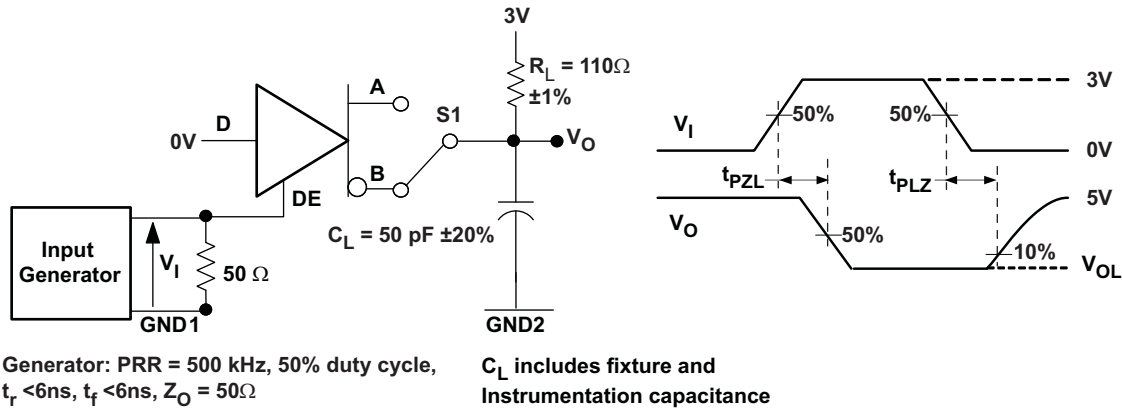 3V
R_L = 110Ω
±1%
A
S1
D
0V
V_O
B
DE
C_L = 50 pF ±20%
Input
Generator
V_I
50 Ω
GND1
GND2
3V
50%
50%
V_I
0V
t_PZL
t_PLZ
5V
V_O
50%
10%
V_OL
Generator: PRR = 500 kHz, 50% duty cycle,
t_r <6ns, t_f <6ns, Z_O = 50Ω
C_L includes fixture and
Instrumentation capacitance